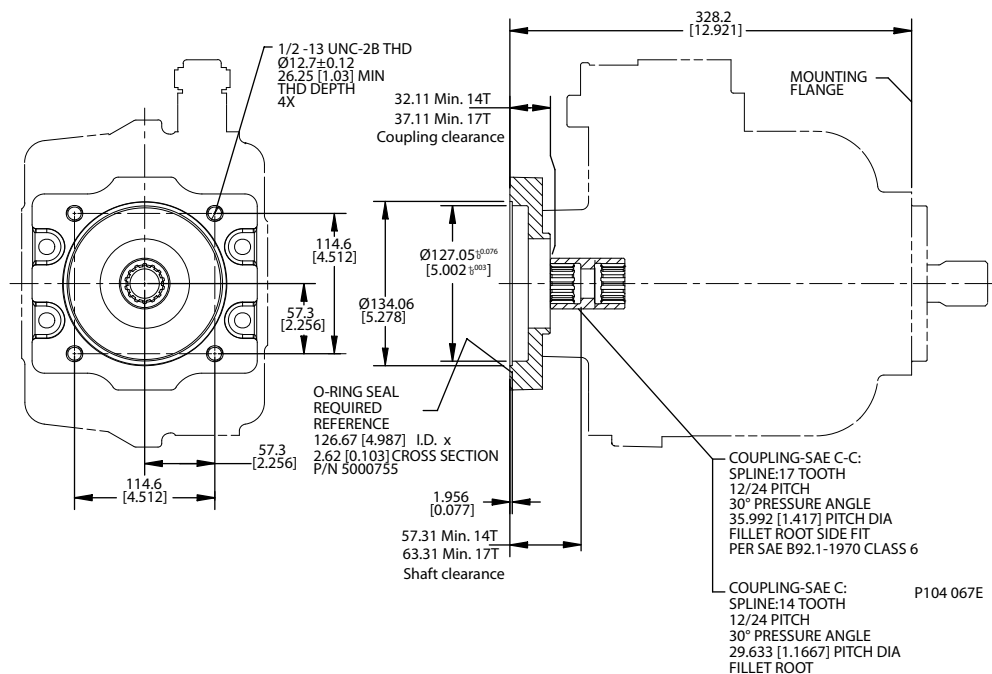 328.2
[12.921]
1/2 -13 UNC-2B THD
Ø12.7±0.12
26.25 [1.03] MIN
THD DEPTH
4X
32.11 Min. 14T
37.11 Min. 17T
Coupling clearance
MOUNTING
FLANGE
114.6
[4.512]
57.3
[2.256]
Ø127.05 +0.076 0
[5.002 +.003 0]
Ø134.06
[5.278]
O-RING SEAL
REQUIRED
REFERENCE
126.67 [4.987] I.D. x
2.62 [0.103] CROSS SECTION
P/N 5000755
57.3
[2.256]
114.6
[4.512]
1.956
[0.077]
57.31 Min. 14T
63.31 Min. 17T
Shaft clearance
COUPLING-SAE C-C:
SPLINE:17 TOOTH
12/24 PITCH
30° PRESSURE ANGLE
35.992 [1.417] PITCH DIA
FILLET ROOT SIDE FIT
PER SAE B92.1-1970 CLASS 6
COUPLING-SAE C:
SPLINE:14 TOOTH
12/24 PITCH
30° PRESSURE ANGLE
29.633 [1.1667] PITCH DIA
FILLET ROOT
P104 067E